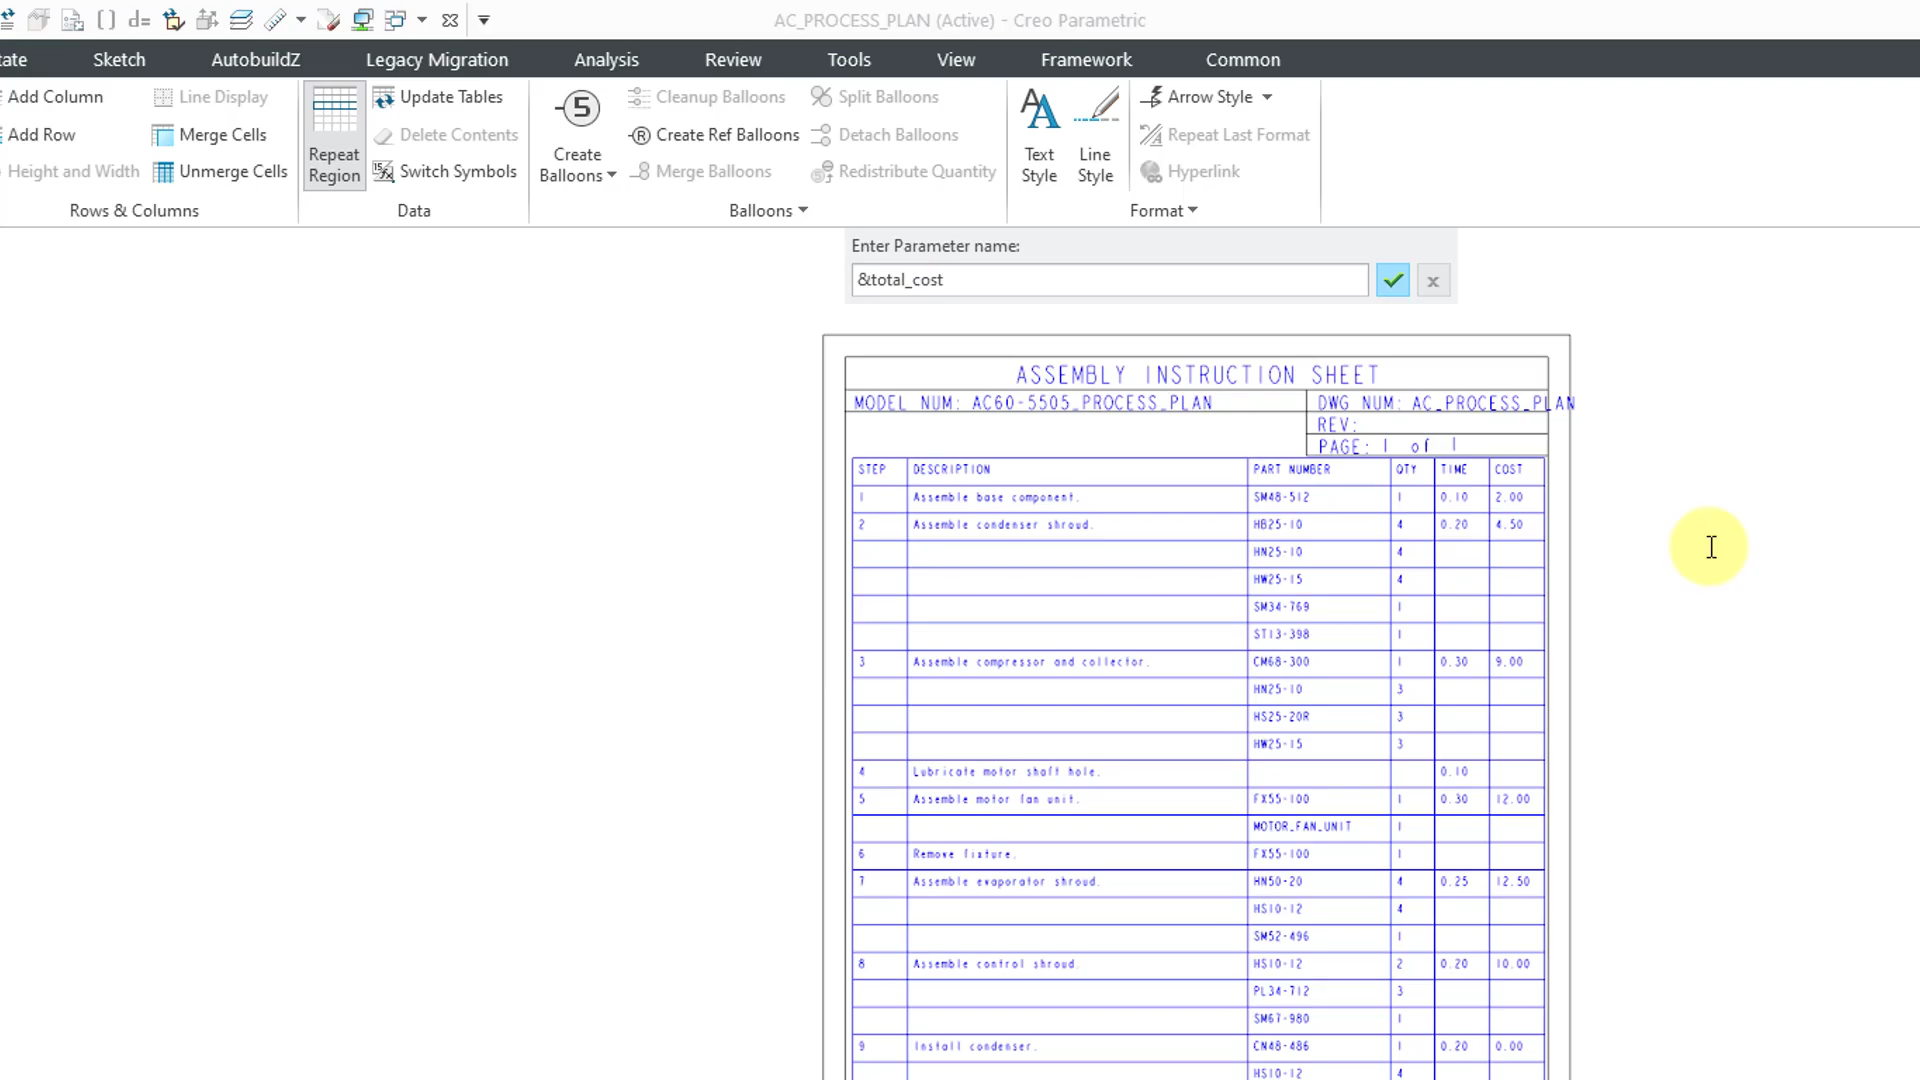 AC_PROCESS_PLAN (Active) - Creo Parametric
Sketch AutobuildZ Legacy Migration Analysis Review Tools View Framework Common
Add Column Line Display Update Tables Cleanup Balloons Split Balloons Arrow Style
Add Row Merge Cells Delete Contents Create Ref Balloons Detach Balloons Repeat Last Format
Height and Width Unmerge Cells Repeat Region Switch Symbols Create Balloons Merge Balloons Redistribute Quantity Text Style Line Style Hyperlink
Rows & Columns Data Balloons Format
Enter Parameter name:
&total_cost
ASSEMBLY INSTRUCTION SHEET
MODEL NUM: AC60-5505_PROCESS_PLAN DWG NUM: AC_PROCESS_PLAN
REV:
PAGE: 1 of 1
STEP DESCRIPTION PART NUMBER QTY TIME COST
1 Assemble base component. SM48-512 1 0.10 2.00
2 Assemble condenser shroud. HB25-10 4 0.20 4.50
HN25-10 4
HW25-15 4
SM34-769 1
ST13-398 1
3 Assemble compressor and collector. CM68-300 1 0.30 9.00
HN25-10 3
HS25-20R 3
HW25-15 3
4 Lubricate motor shaft hole. 0.10
5 Assemble motor fan unit. FX55-100 1 0.30 12.00
MOTOR_FAN_UNIT 1
6 Remove fixture. FX55-100 1
7 Assemble evaporator shroud. HN50-20 4 0.25 12.50
HS10-12 4
SM52-496 1
8 Assemble control shroud. HS10-12 2 0.20 10.00
PL34-712 3
SM67-980 1
9 Install condenser. CN48-486 1 0.20 0.00
HS10-12 4